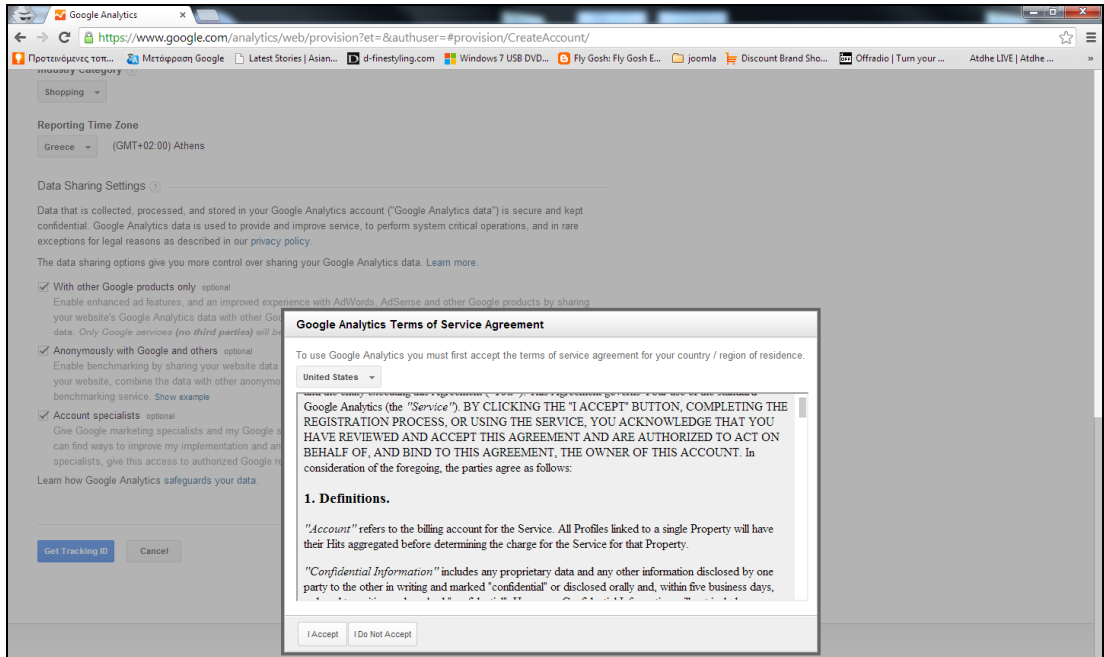 Google Analytics
https://www.google.com/analytics/web/provision?et=&authuser=#provision/CreateAccount/
Προτεινόμενες τοπ... Μετάφραση Google Latest Stories | Asian... d-finestyling.com Windows 7 USB DVD... Fly Gosh: Fly Gosh E... joomla Discount Brand Sho... Offradio | Turn your ... Atdhe LIVE | Atdhe ... »
Industry Category
Shopping
Reporting Time Zone
Greece (GMT+02:00) Athens
Data Sharing Settings
Data that is collected, processed, and stored in your Google Analytics account ("Google Analytics data") is secure and kept
confidential. Google Analytics data is used to provide and improve service, to perform system critical operations, and in rare
exceptions for legal reasons as described in our privacy policy.
The data sharing options give you more control over sharing your Google Analytics data. Learn more.
With other Google products only optional
Enable enhanced ad features, and an improved experience with AdWords, AdSense and other Google products by sharing
your website's Google Analytics data with other Goo
data. Only Google services (no third parties) will be
Anonymously with Google and others optional
Enable benchmarking by sharing your website data
your website, combine the data with other anonymo
benchmarking service. Show example
Account specialists optional
Give Google marketing specialists and my Google s
can find ways to improve my implementation and an
specialists, give this access to authorized Google re
Learn how Google Analytics safeguards your data.
Get Tracking ID Cancel
Google Analytics Terms of Service Agreement
To use Google Analytics you must first accept the terms of service agreement for your country / region of residence.
United States
Google Analytics (the "Service"). BY CLICKING THE "I ACCEPT" BUTTON, COMPLETING THE
REGISTRATION PROCESS, OR USING THE SERVICE, YOU ACKNOWLEDGE THAT YOU
HAVE REVIEWED AND ACCEPT THIS AGREEMENT AND ARE AUTHORIZED TO ACT ON
BEHALF OF, AND BIND TO THIS AGREEMENT, THE OWNER OF THIS ACCOUNT. In
consideration of the foregoing, the parties agree as follows:
1. Definitions.
"Account" refers to the billing account for the Service. All Profiles linked to a single Property will have
their Hits aggregated before determining the charge for the Service for that Property.
"Confidential Information" includes any proprietary data and any other information disclosed by one
party to the other in writing and marked "confidential" or disclosed orally and, within five business days,
I Accept I Do Not Accept